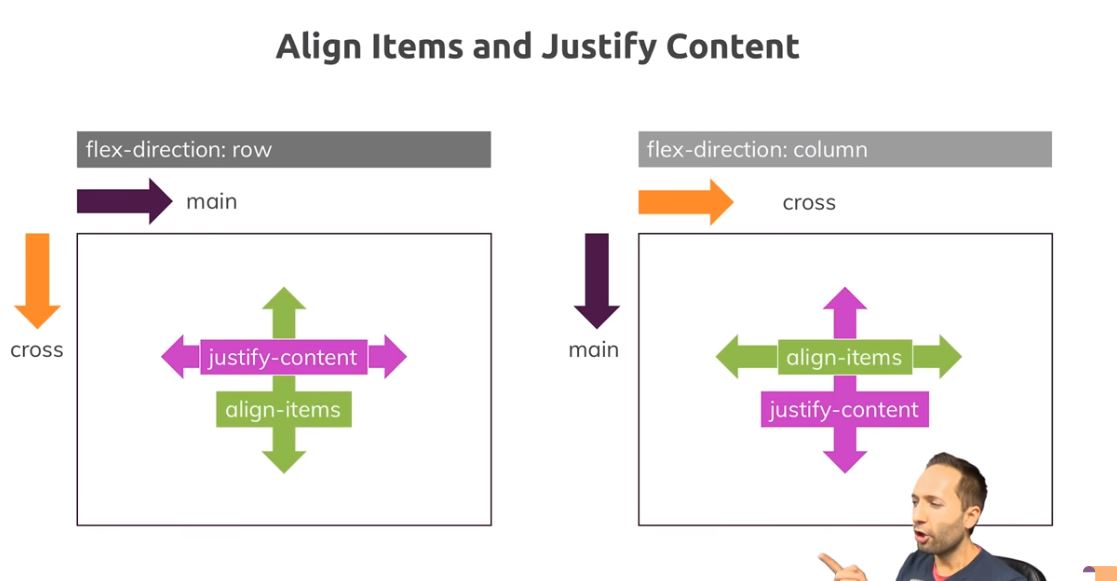 Align Items and Justify Content
flex-direction: row
main
cross
justify-content
align-items
flex-direction: column
cross
main
align-items
justify-content